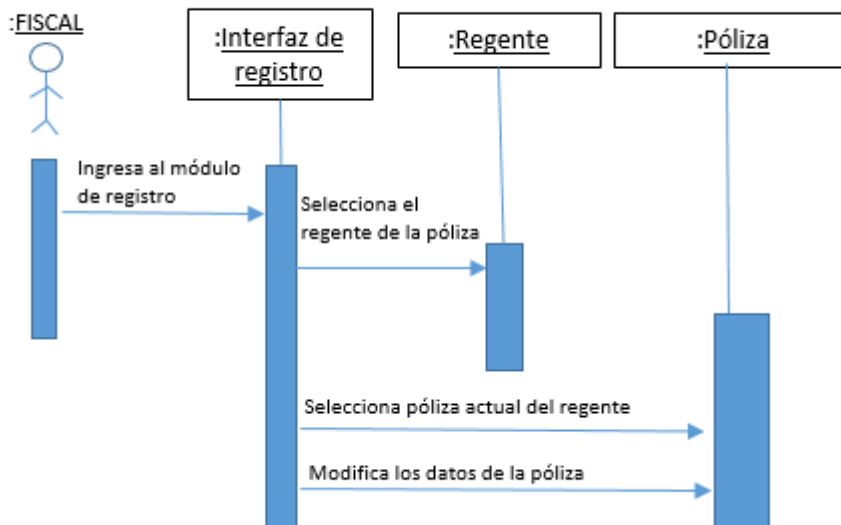 :FISCAL
:Interfaz de
registro
:Regente
:Póliza
Ingresa al módulo
de registro
Selecciona el
regente de la póliza
Selecciona póliza actual del regente
Modifica los datos de la póliza